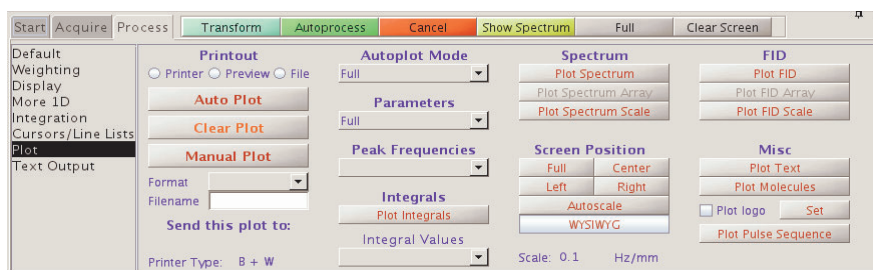 Start Acquire Process Transform Autoprocess Cancel Show Spectrum Full Clear Screen
Default
Weighting
Display
More 1D
Integration
Cursors/Line Lists
Plot
Text Output
Printout
Printer Preview File
Auto Plot
Clear Plot
Manual Plot
Format
Filename
Send this plot to:
Printer Type: B + W
Autoplot Mode
Full
Parameters
Full
Peak Frequencies
Integrals
Plot Integrals
Integral Values
Spectrum
Plot Spectrum
Plot Spectrum Array
Plot Spectrum Scale
Screen Position
Full Center
Left Right
Autoscale
WYSIWYG
Scale: 0.1 Hz/mm
FID
Plot FID
Plot FID Array
Plot FID Scale
Misc
Plot Text
Plot Molecules
Plot logo Set
Plot Pulse Sequence